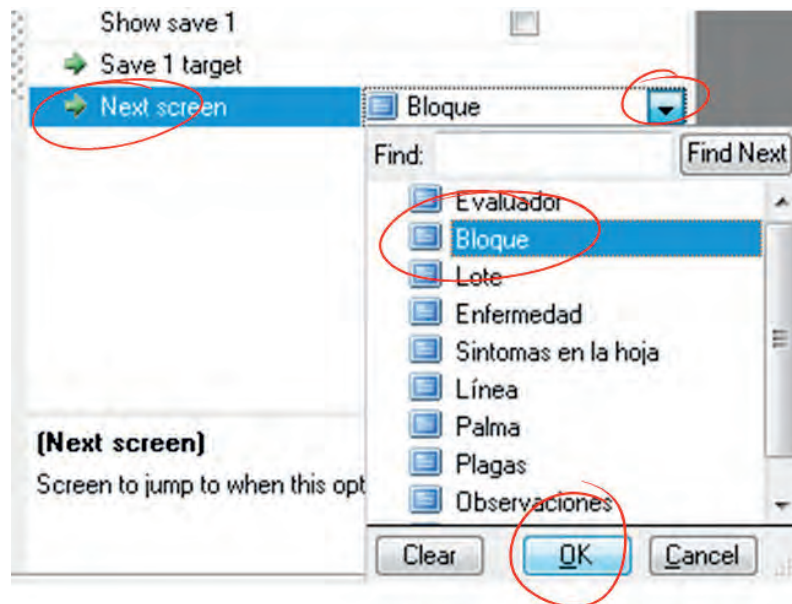 Show save 1
Save 1 target
Next screen Bloque
Find: Find Next
Evaluador
Bloque
Lote
Enfermedad
Sintomas en la hoja
Línea
Palma
Plagas
Observaciones
(Next screen)
Screen to jump to when this opt
Clear OK Cancel